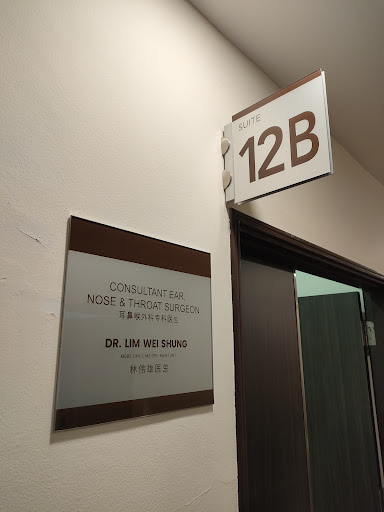 SUITE
12B
CONSULTANT EAR,
NOSE & THROAT SURGEON
耳鼻喉外科专科医生
DR. LIM WEI SHUNG
林偉雄医生